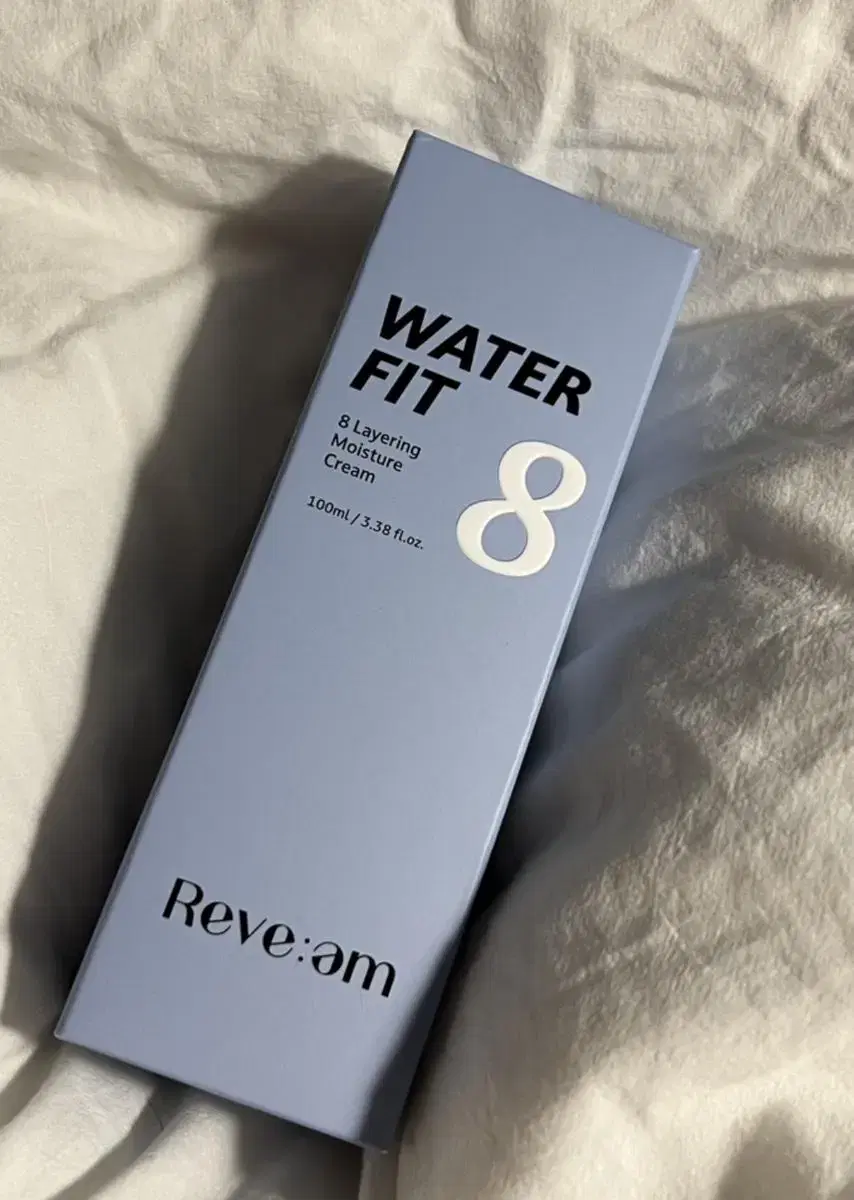 WATER
FIT
8 Layering
Moisture
Cream
100ml / 3.38 fl.oz.
8
Reve:am